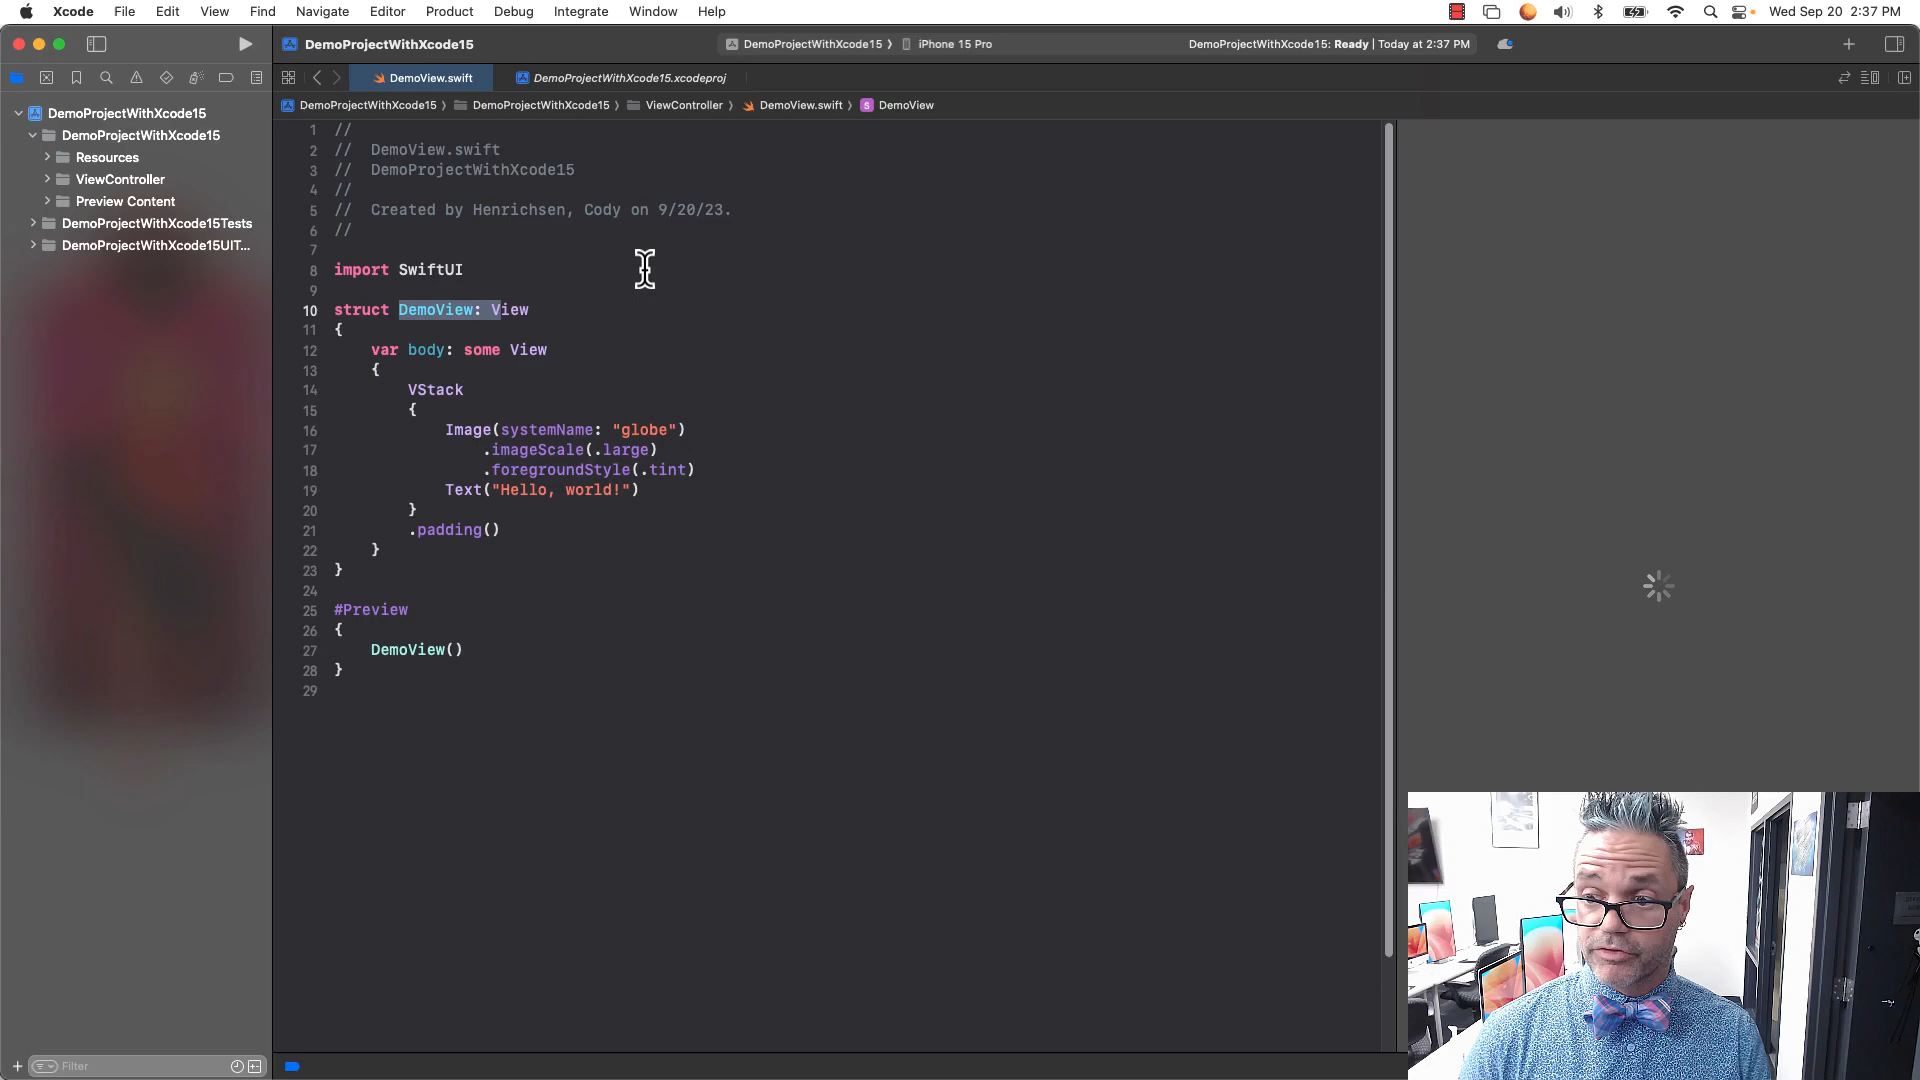 Xcode File Edit View Find Navigate Editor Product Debug Integrate Window Help Wed Sep 20 2:37 PM
DemoProjectWithXcode15 DemoProjectWithXcode15 〉 iPhone 15 Pro DemoProjectWithXcode15: Ready | Today at 2:37 PM
DemoView.swift DemoProjectWithXcode15.xcodeproj
DemoProjectWithXcode15 〉 DemoProjectWithXcode15 〉 ViewController 〉 DemoView.swift 〉 S DemoView
DemoProjectWithXcode15
DemoProjectWithXcode15
Resources
ViewController
Preview Content
DemoProjectWithXcode15Tests
DemoProjectWithXcode15UIT...
1 //
2 // DemoView.swift
3 // DemoProjectWithXcode15
4 //
5 // Created by Henrichsen, Cody on 9/20/23.
6 //
7
8 import SwiftUI
9
10 struct DemoView: View
11 {
12 var body: some View
13 {
14 VStack
15 {
16 Image(systemName: "globe")
17 .imageScale(.large)
18 .foregroundStyle(.tint)
19 Text("Hello, world!")
20 }
21 .padding()
22 }
23 }
24
25 #Preview
26 {
27 DemoView()
28 }
29
Filter